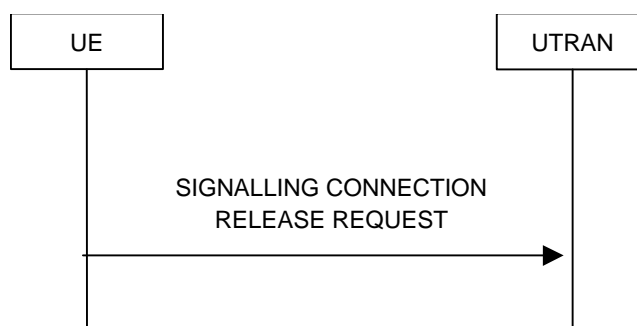 UE
UTRAN
SIGNALLING CONNECTION
RELEASE REQUEST